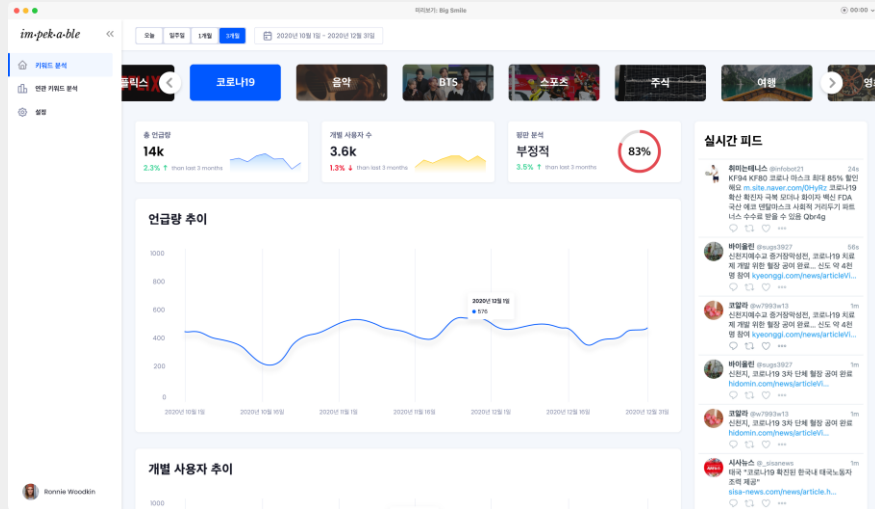 미리보기: Big Smile
00:00
im·pek·a·ble
오늘
일주일
1개월
3개월
2020년 10월 1일 ~ 2020년 12월 31일
키워드 분석
연관 키워드 분석
설정
플릭스
코로나19
음악
BTS
스포츠
주식
여행
총 언급량
14k
2.3% ↑ than last 3 months
개별 사용자 수
3.6k
1.3% ↓ than last 3 months
평판 분석
부정적
3.5% ↑ than last 3 months
83%
언급량 추이
1000
800
600
400
200
0
2020년 12월 1일
576
2020년 10월 1일
2020년 10월 16일
2020년 11월 1일
2020년 11월 16일
2020년 12월 1일
2020년 12월 16일
2020년 12월 31일
개별 사용자 추이
1000
실시간 피드
취미는테니스 @infobot21 24s
KF94 KF80 코로나 마스크 최대 85% 할인
해요 m.site.naver.com/0HyRz 코로나19
확산 확진자 극복 모더나 화이자 백신 FDA
국산 에코 덴탈마스크 사회적 거리두기 파트
너스 수수료 받을 수 있음 Qbr4g
바이올린 @sugs3927 56s
신천지예수교 증거장막성전, 코로나19 치료
제 개발 위한 혈장 공여 완료... 신도 약 4천
명 참여 kyeonggi.com/news/articleVi...
코알라 @w7993w13 1m
신천지예수교 증거장막성전, 코로나19 치료
제 개발 위한 혈장 공여 완료... 신도 약 4천
명 참여 kyeonggi.com/news/articleVi...
바이올린 @sugs3927 1m
신천지, 코로나19 3차 단체 혈장 공여 완료
hidomin.com/news/articleVi...
코알라 @w7993w13 1m
신천지, 코로나19 3차 단체 혈장 공여 완료
hidomin.com/news/articleVi...
시사뉴스 @_sisanews 1m
태국 "코로나19 확진된 한국내 태국노동자
조력 제공"
sisa-news.com/news/article.h...
Ronnie Woodkin